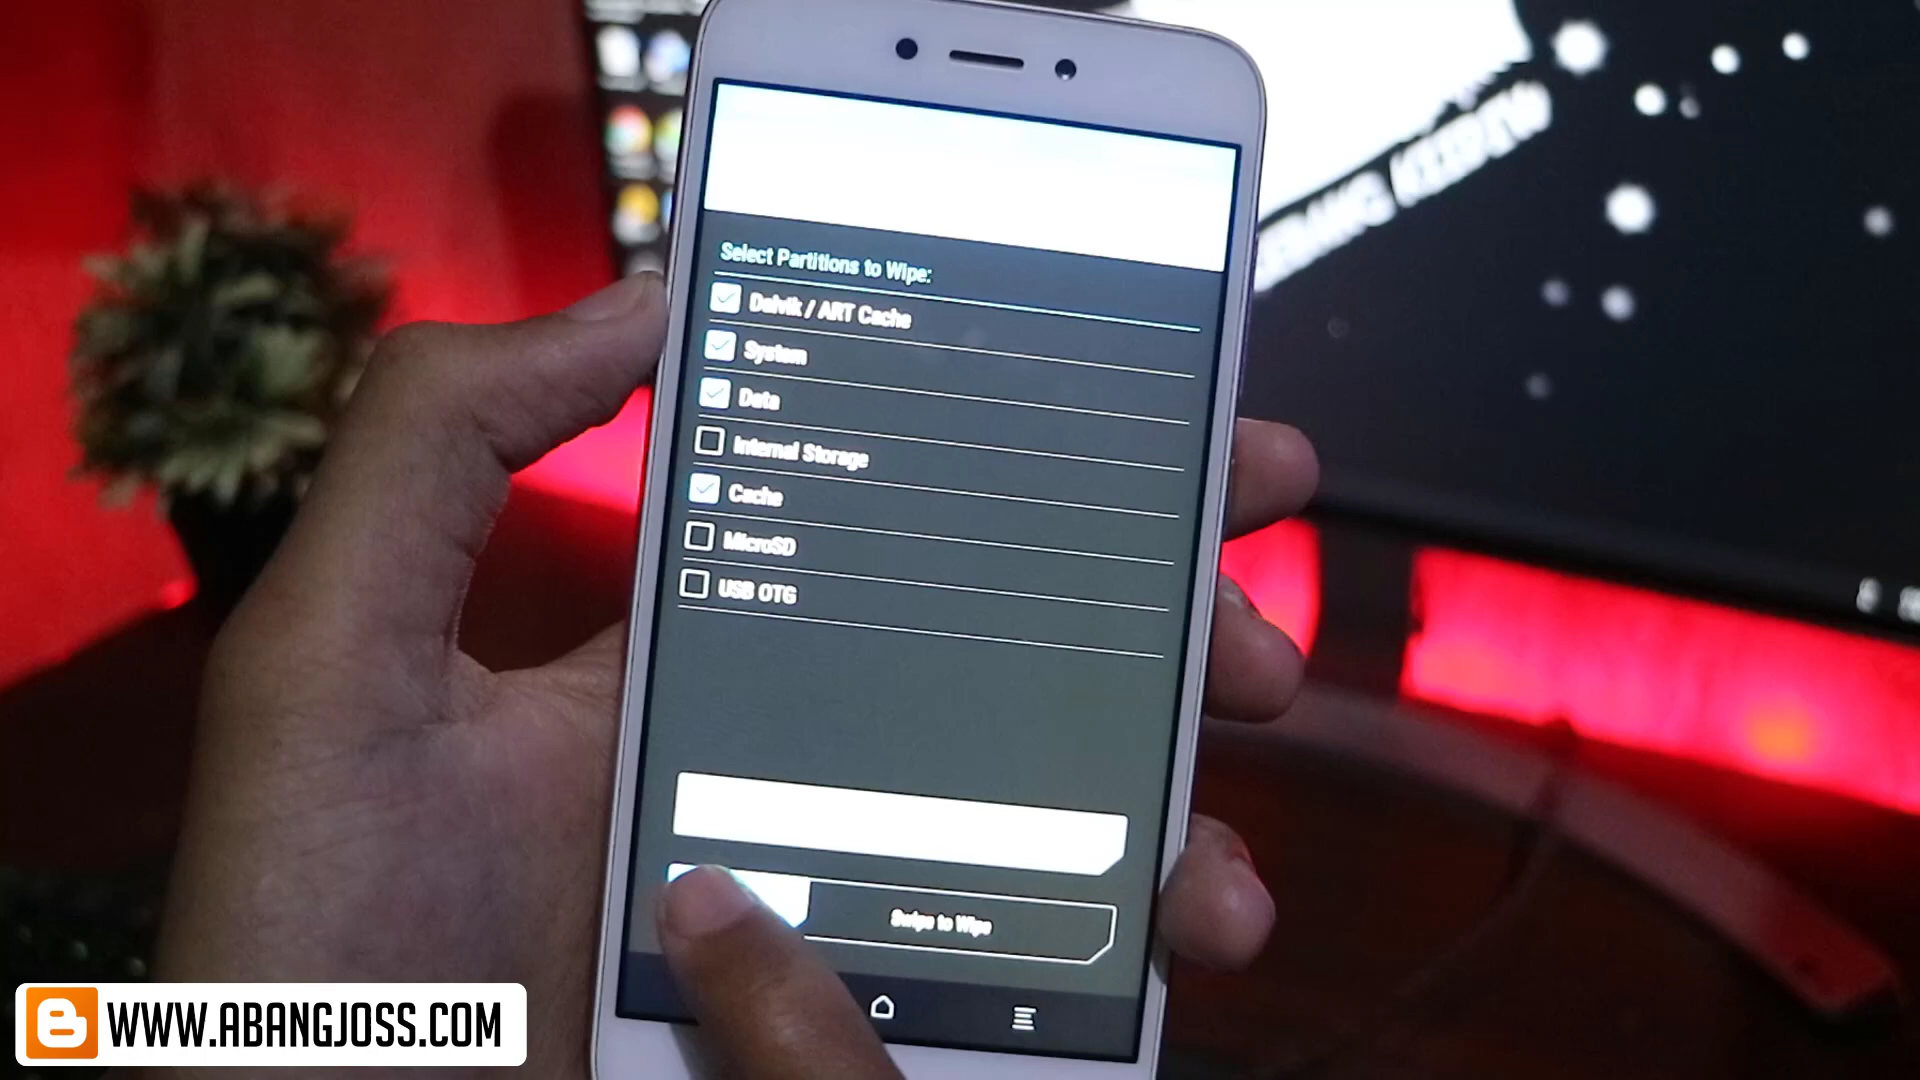 Select Partitions to Wipe:
Dalvik / ART Cache
System
Data
Internal Storage
Cache
MicroSD
USB OTG
Swipe to Wipe
WWW.ABANGJOSS.COM